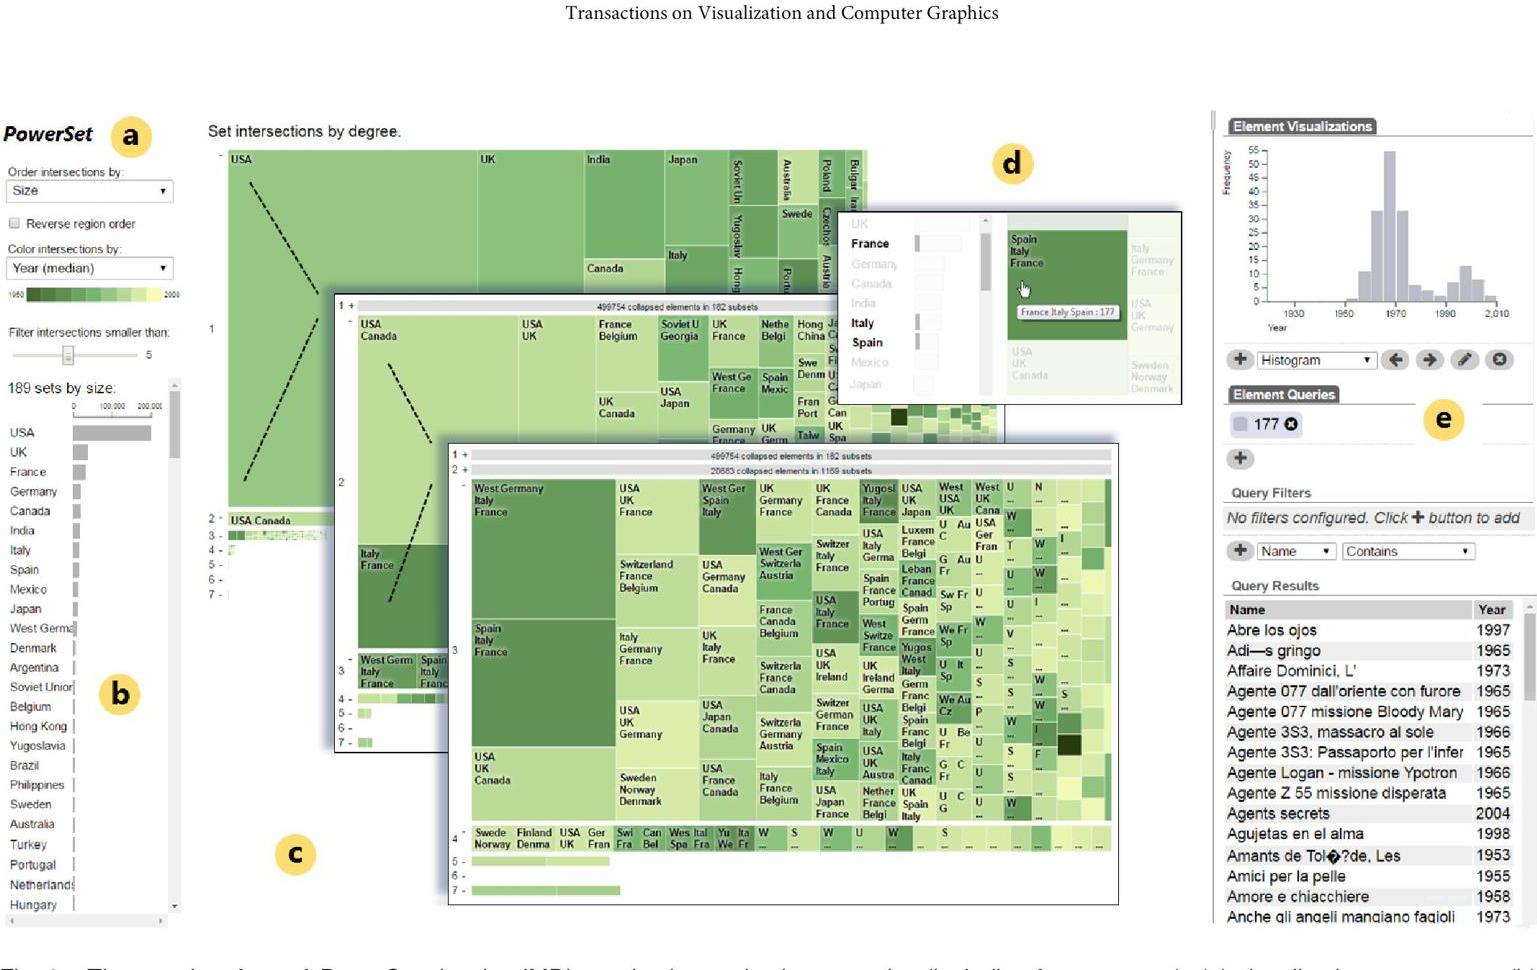 Transactions on Visualization and Computer Graphics
PowerSet
a
Order intersections by:
Size
Reverse region order
Color intersections by:
Year (median)
1950
2000
Filter intersections smaller than:
5
189 sets by size:
0 100,000 200,000
USA
UK
France
Germany
Canada
India
Italy
Spain
Mexico
Japan
West Germa
Denmark
Argentina
Soviet Union
Belgium
Hong Kong
Yugoslavia
Brazil
Philippines
Sweden
Australia
Turkey
Portugal
Netherlands
Hungary
b
Set intersections by degree.
USA
UK
India
Canada
Japan
Italy
Soviet Un
Yugoslav
Hong
Australia
Swede
Poland
Czechos
Austria
Bulgar
1
2 - USA Canada
3 -
4 -
5 -
6 -
7 -
1 + 499754 collapsed elements in 182 subsets
USA
Canada
USA
UK
France
Belgium
UK
Canada
Soviet U
Georgia
USA
Japan
UK
France
West Ge
France
Germany
France
Nethe
Belgi
Spain
Mexic
UK
Germ
Hong
China
Swe
Denm
Fran
Port
Taiw
Can
UK
Spa
2
Italy
France
3
West Germ
Italy
France
Spain
Italy
Franc
4 -
5 -
6 -
7 -
c
1 + 499754 collapsed elements in 182 subsets
2 + 20883 collapsed elements in 1169 subsets
3
West Germany
Italy
France
Spain
Italy
France
USA
UK
Canada
USA
UK
France
Switzerland
France
Belgium
Italy
Germany
France
USA
UK
Germany
Sweden
Norway
Denmark
West Ger
Spain
Italy
USA
Germany
Canada
UK
Italy
France
USA
Japan
Canada
USA
France
Canada
UK
Germany
France
West Ger
Switzerla
Austria
France
Canada
Belgium
Switzerla
France
Canada
Switzerla
Germany
Austria
Italy
France
Belgium
UK
France
Canada
Switzer
Italy
France
USA
Italy
France
USA
UK
Ireland
Switzer
German
France
Spain
Mexico
Italy
USA
Japan
France
Yugosl
Italy
France
USA
Italy
Germa
Spain
France
Portug
West
Switze
France
UK
Ireland
Germa
USA
UK
Italy
USA
UK
Austra
Nether
France
Belgi
USA
UK
Japan
Luxem
France
Belgi
Leban
France
Canad
Spain
Germ
France
Yugos
West
Italy
Germ
Franc
Belgi
Spain
Franc
Belgi
Italy
Franc
Canad
UK
Spain
Italy
West
USA
UK
U Au
C
G Au
Fr
Sw Fr
Sp
We Fr
Sp
U It
Sp
We Au
Cz
U Be
Fr
G C
Fr
U C
G
West
UK
Cana
USA
Ger
Fran
4 -
Swede
Norway
Finland
Denma
USA
UK
Ger
Fran
Swi
Fra
Can
Bel
Wes
Spa
Ital
Fra
Yu
We
Ita
Fr
5 -
6 -
7 -
d
UK
France
Germany
Canada
India
Italy
Spain
Mexico
Japan
Spain
Italy
France
France Italy Spain : 177
USA
UK
Canada
Italy
Germany
France
USA
UK
Germany
Sweden
Norway
Denmark
Element Visualizations
Frequency
55
50
45
40
35
30
25
20
15
10
5
0
1930 1950 1970 1990 2,010
Year
Histogram
Element Queries
177
e
Query Filters
No filters configured. Click + button to add
Name Contains
Query Results
Name Year
Abre los ojos 1997
Adi—s gringo 1965
Affaire Dominici, L' 1973
Agente 077 dall'oriente con furore 1965
Agente 077 missione Bloody Mary 1965
Agente 3S3, massacro al sole 1966
Agente 3S3: Passaporto per l'infer 1965
Agente Logan - missione Ypotron 1966
Agente Z 55 missione disperata 1965
Agents secrets 2004
Agujetas en el alma 1998
Amants de Tol�?de, Les 1953
Amici per la pelle 1955
Amore e chiacchiere 1958
Anche gli angeli mangiano fagioli 1973